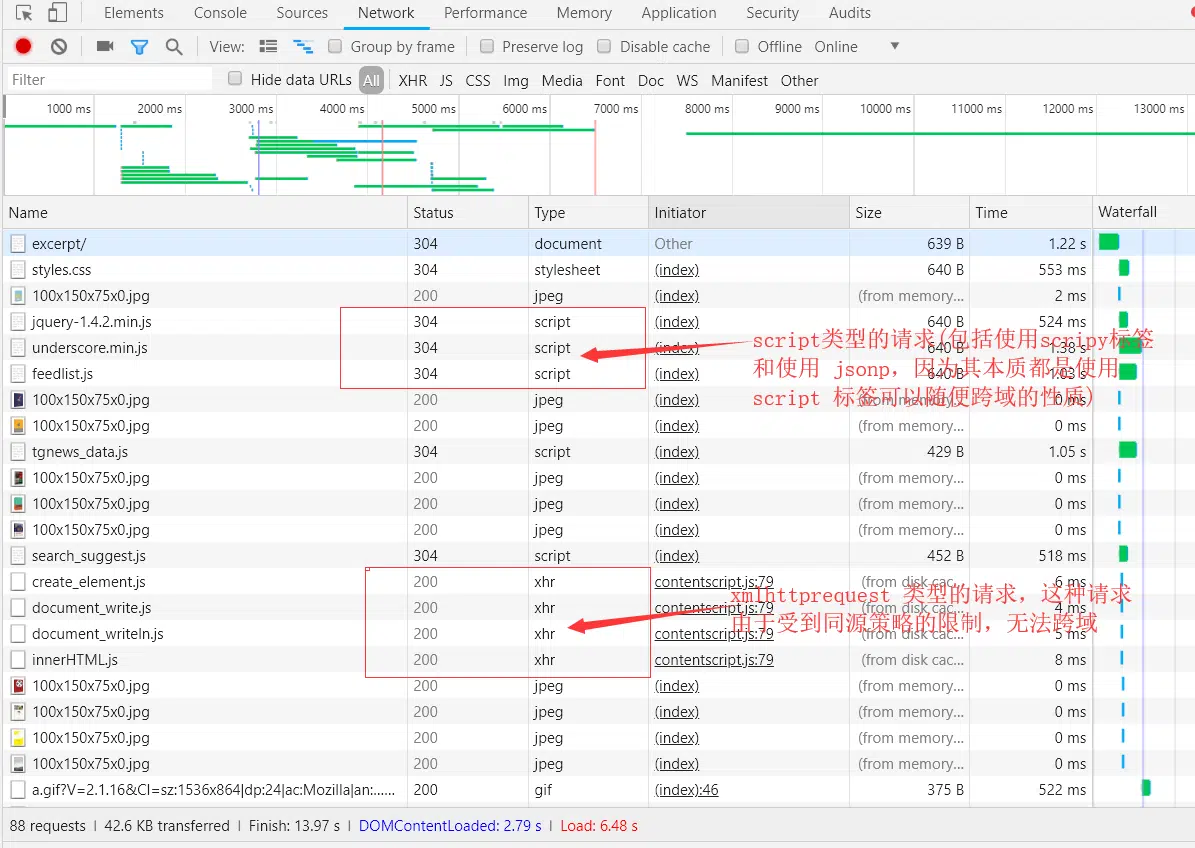 Elements Console Sources Network Performance Memory Application Security Audits
View: Group by frame Preserve log Disable cache Offline Online
Filter Hide data URLs All XHR JS CSS Img Media Font Doc WS Manifest Other
1000 ms 2000 ms 3000 ms 4000 ms 5000 ms 6000 ms 7000 ms 8000 ms 9000 ms 10000 ms 11000 ms 12000 ms 13000 ms
Name Status Type Initiator Size Time Waterfall
excerpt/ 304 document Other 639 B 1.22 s
styles.css 304 stylesheet (index) 640 B 553 ms
100x150x75x0.jpg 200 jpeg (index) (from memory... 2 ms
jquery-1.4.2.min.js 304 script (index) 640 B 524 ms
underscore.min.js 304 script (index) 640 B 1.38 s
feedlist.js 304 script (index) 640 B 1.03 s
100x150x75x0.jpg 200 jpeg (index) (from memory... 0 ms
script类型的请求(包括使用scripy标签
和使用 jsonp，因为其本质都是使用
script 标签可以随便跨域的性质)
100x150x75x0.jpg 200 jpeg (index) (from memory... 0 ms
tgnews_data.js 304 script (index) 429 B 1.05 s
100x150x75x0.jpg 200 jpeg (index) (from memory... 0 ms
100x150x75x0.jpg 200 jpeg (index) (from memory... 0 ms
100x150x75x0.jpg 200 jpeg (index) (from memory... 0 ms
search_suggest.js 304 script (index) 452 B 518 ms
create_element.js 200 xhr contentscript.js:79 (from disk cac... 6 ms
document_write.js 200 xhr contentscript.js:79 (from disk cac... 4 ms
document_writeln.js 200 xhr contentscript.js:79 (from disk cac... 5 ms
xmlhttprequest 类型的请求，这种请求
由于受到同源策略的限制，无法跨域
innerHTML.js 200 xhr contentscript.js:79 (from disk cac... 8 ms
100x150x75x0.jpg 200 jpeg (index) (from memory... 0 ms
100x150x75x0.jpg 200 jpeg (index) (from memory... 0 ms
100x150x75x0.jpg 200 jpeg (index) (from memory... 0 ms
100x150x75x0.jpg 200 jpeg (index) (from memory... 0 ms
a.gif?V=2.1.16&CI=sz:1536x864|dp:24|ac:Mozilla|an:...... 200 gif (index):46 375 B 522 ms
88 requests | 42.6 KB transferred | Finish: 13.97 s | DOMContentLoaded: 2.79 s | Load: 6.48 s